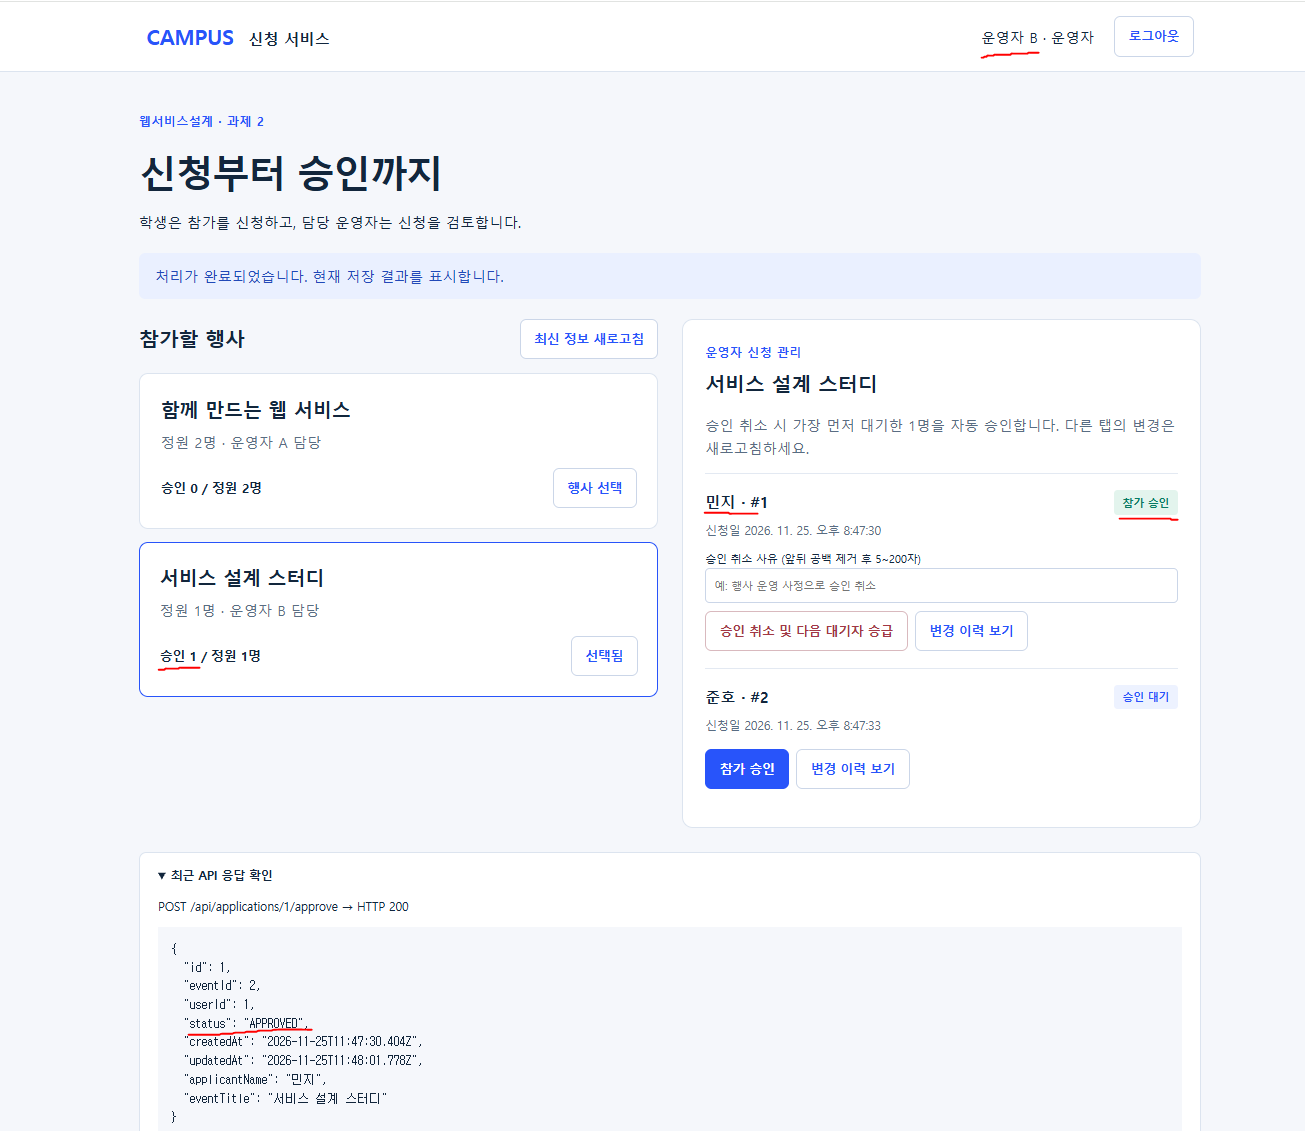 CAMPUS 신청 서비스
운영자 B · 운영자
로그아웃
웹서비스설계 · 과제 2
신청부터 승인까지
학생은 참가를 신청하고, 담당 운영자는 신청을 검토합니다.
처리가 완료되었습니다. 현재 저장 결과를 표시합니다.
참가할 행사
최신 정보 새로고침
함께 만드는 웹 서비스
정원 2명 · 운영자 A 담당
승인 0 / 정원 2명
행사 선택
서비스 설계 스터디
정원 1명 · 운영자 B 담당
승인 1 / 정원 1명
선택됨
운영자 신청 관리
서비스 설계 스터디
승인 취소 시 가장 먼저 대기한 1명을 자동 승인합니다. 다른 탭의 변경은
새로고침하세요.
민지 · #1
참가 승인
신청일 2026. 11. 25. 오후 8:47:30
승인 취소 사유 (앞뒤 공백 제거 후 5~200자)
예: 행사 운영 사정으로 승인 취소
승인 취소 및 다음 대기자 승급
변경 이력 보기
준호 · #2
승인 대기
신청일 2026. 11. 25. 오후 8:47:33
참가 승인
변경 이력 보기
▼ 최근 API 응답 확인
POST /api/applications/1/approve → HTTP 200
{
"id": 1,
"eventId": 2,
"userId": 1,
"status": "APPROVED",
"createdAt": "2026-11-25T11:47:30.404Z",
"updatedAt": "2026-11-25T11:48:01.778Z",
"applicantName": "민지",
"eventTitle": "서비스 설계 스터디"
}